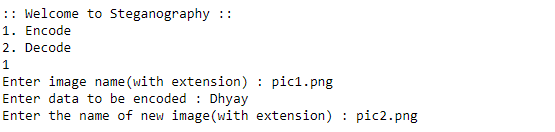 :: Welcome to Steganography ::
1. Encode
2. Decode
1
Enter image name(with extension) : pic1.png
Enter data to be encoded : Dhyay
Enter the name of new image(with extension) : pic2.png